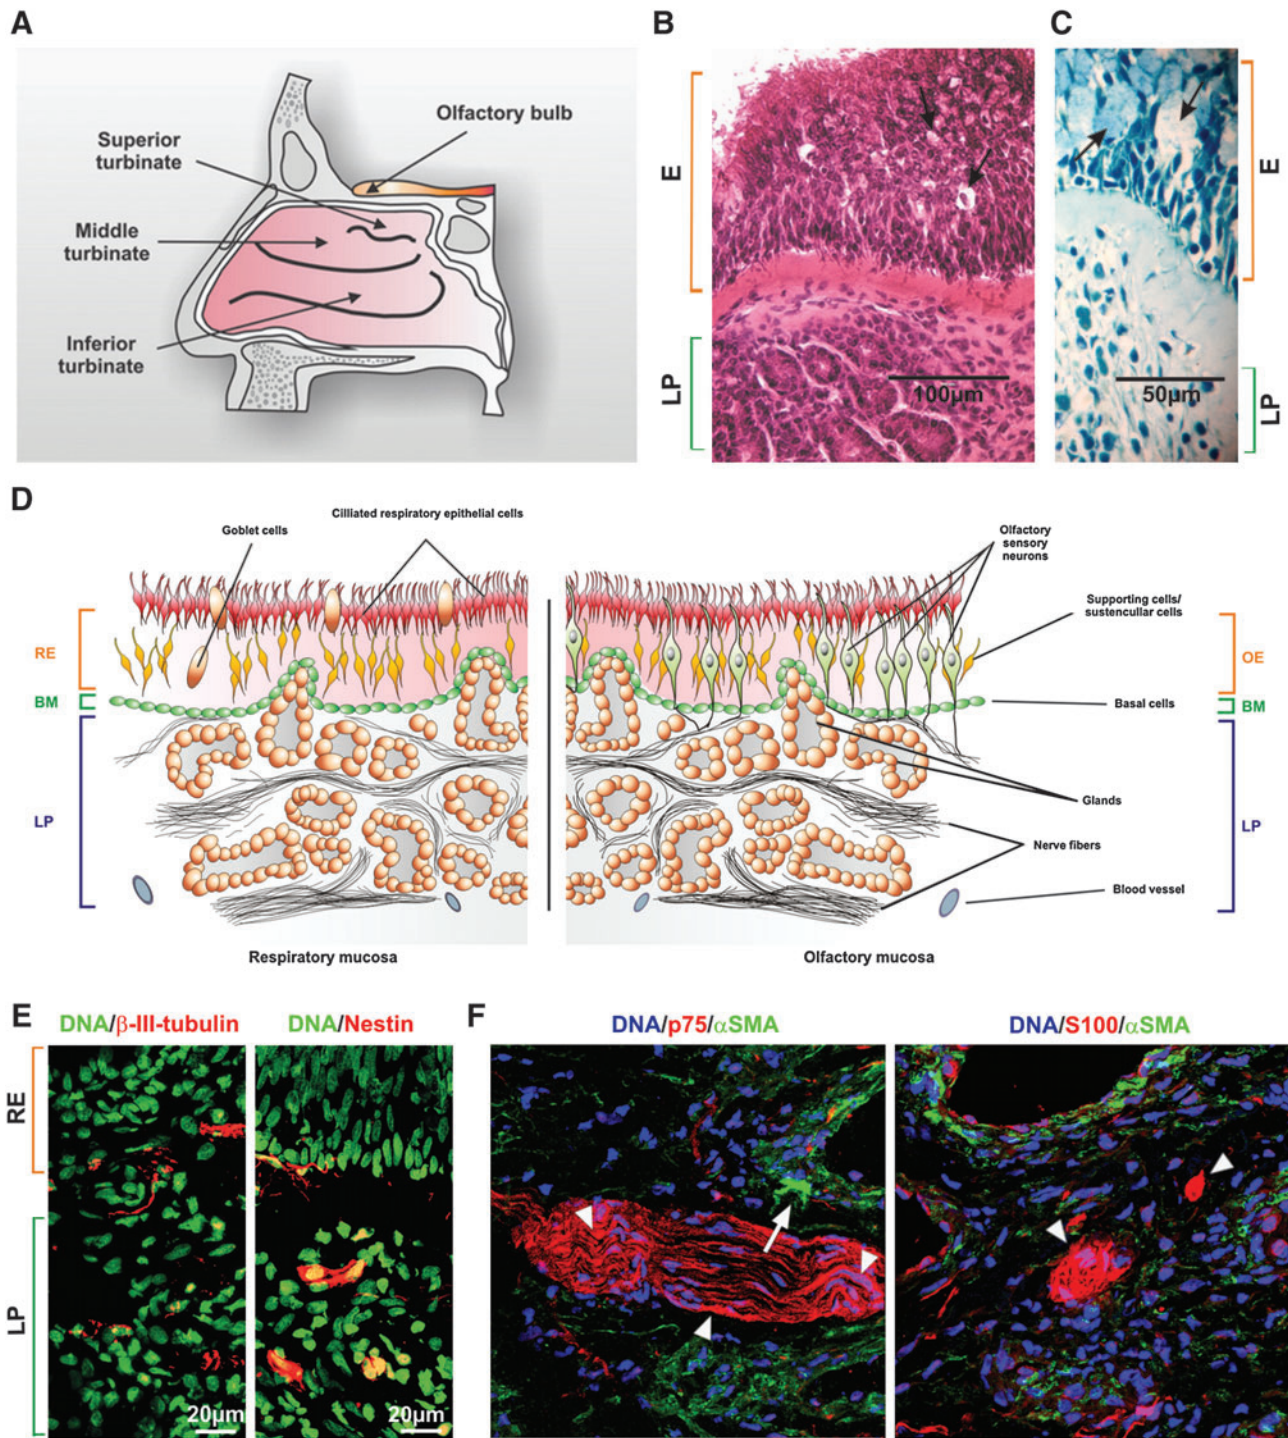 A
Superior
turbinate
Middle
turbinate
Inferior
turbinate
Olfactory bulb
B
E
LP
100µm
C
E
LP
50µm
D
Goblet cells
Cilliated respiratory epithelial cells
Olfactory
sensory
neurons
Supporting cells/
sustencular cells
RE
BM
LP
OE
BM
LP
Basal cells
Glands
Nerve fibers
Blood vessel
Respiratory mucosa
Olfactory mucosa
E
DNA/β-III-tubulin
DNA/Nestin
RE
LP
20µm
20µm
F
DNA/p75/αSMA
DNA/S100/αSMA